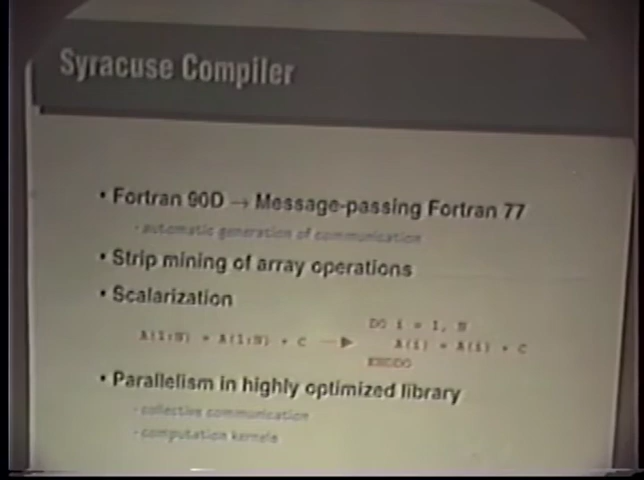 Syracuse Compiler
• Fortran 90D → Message-passing Fortran 77
- automatic generation of communication
• Strip mining of array operations
• Scalarization
DO i = 1, N
A(1:N) = A(1:N) + C → A(i) = A(i) + C
ENDDO
• Parallelism in highly optimized library
- collective communication
- computation kernels